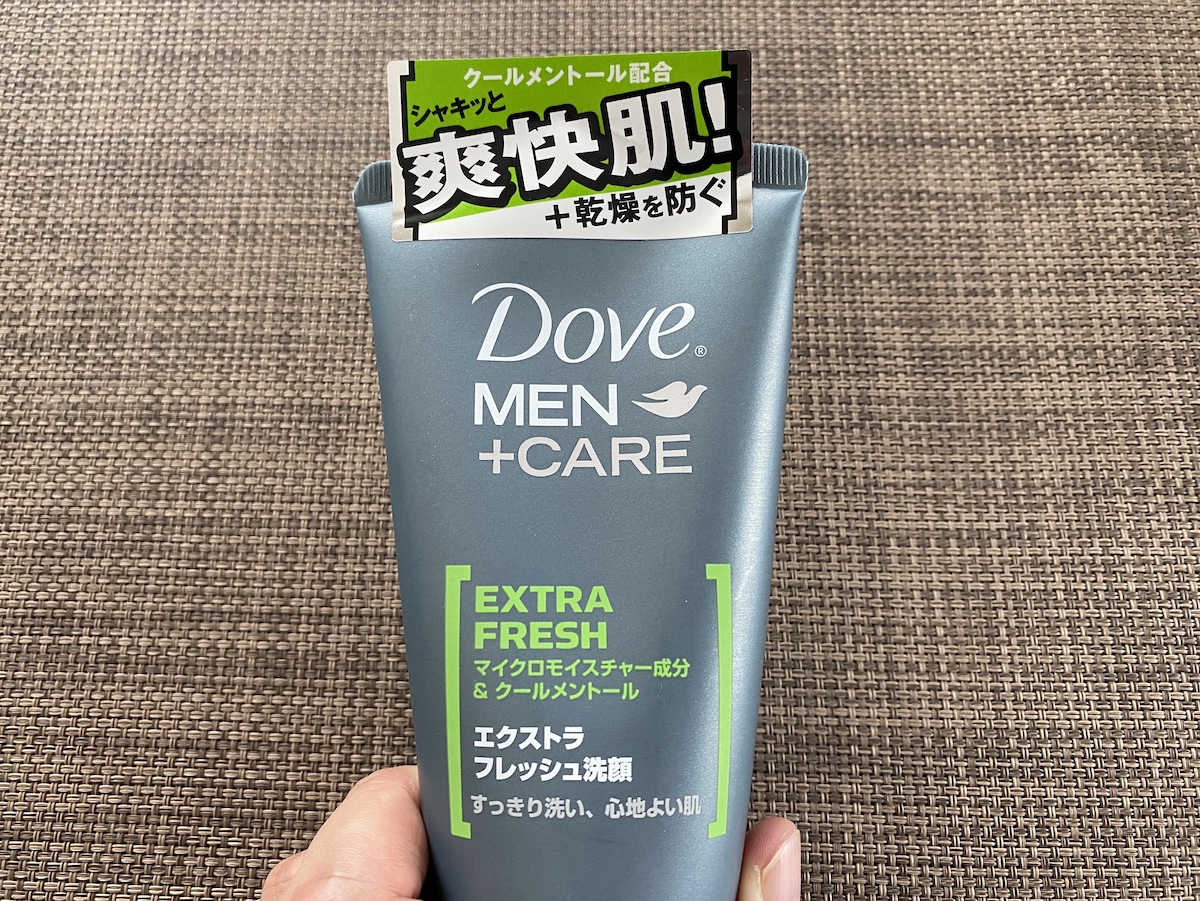 クールメントール配合
シャキッと
爽快肌!
+乾燥を防ぐ
Dove®
MEN
+CARE
EXTRA
FRESH
マイクロモイスチャー成分
& クールメントール
エクストラ
フレッシュ洗顔
すっきり洗い、心地よい肌